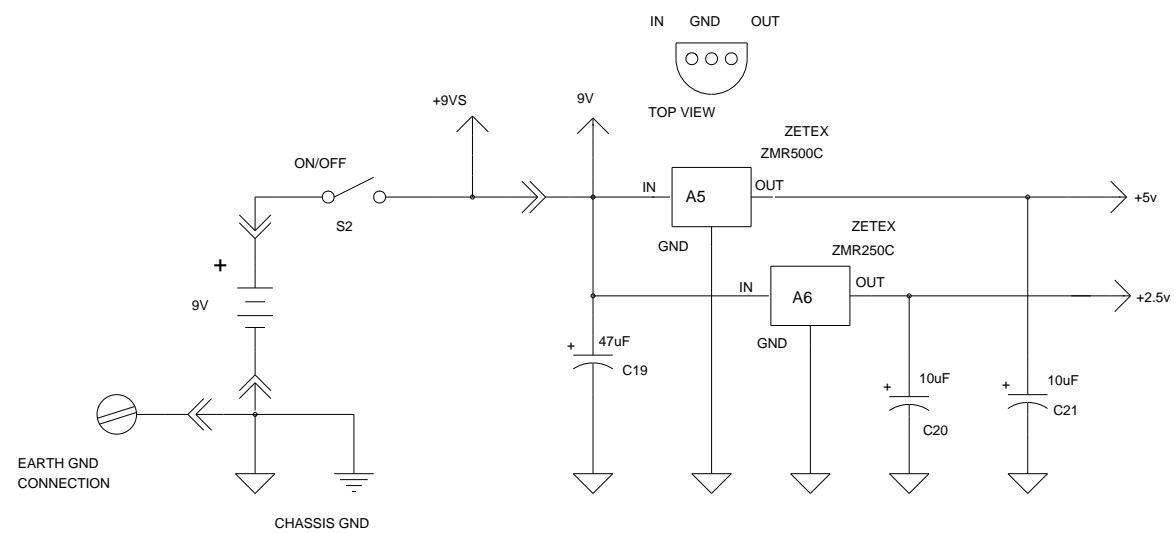 IN GND OUT
TOP VIEW
+9VS
9V
ZETEX
ZMR500C
ON/OFF
S2
IN
A5
OUT
+5v
GND
ZETEX
ZMR250C
+
9V
IN
A6
OUT
+2.5v
GND
+
47uF
C19
+
10uF
C20
+
10uF
C21
EARTH GND
CONNECTION
CHASSIS GND